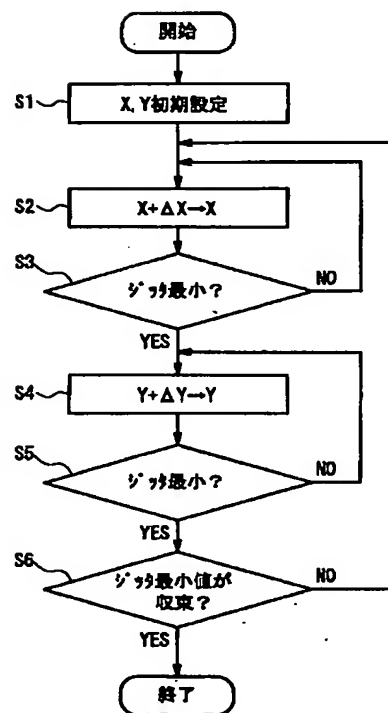 開始
S1
X, Y初期設定
S2
X+ΔX→X
S3
ジッタ最小?
NO
YES
S4
Y+ΔY→Y
S5
ジッタ最小?
NO
YES
S6
ジッタ最小値が
収束?
NO
YES
終了